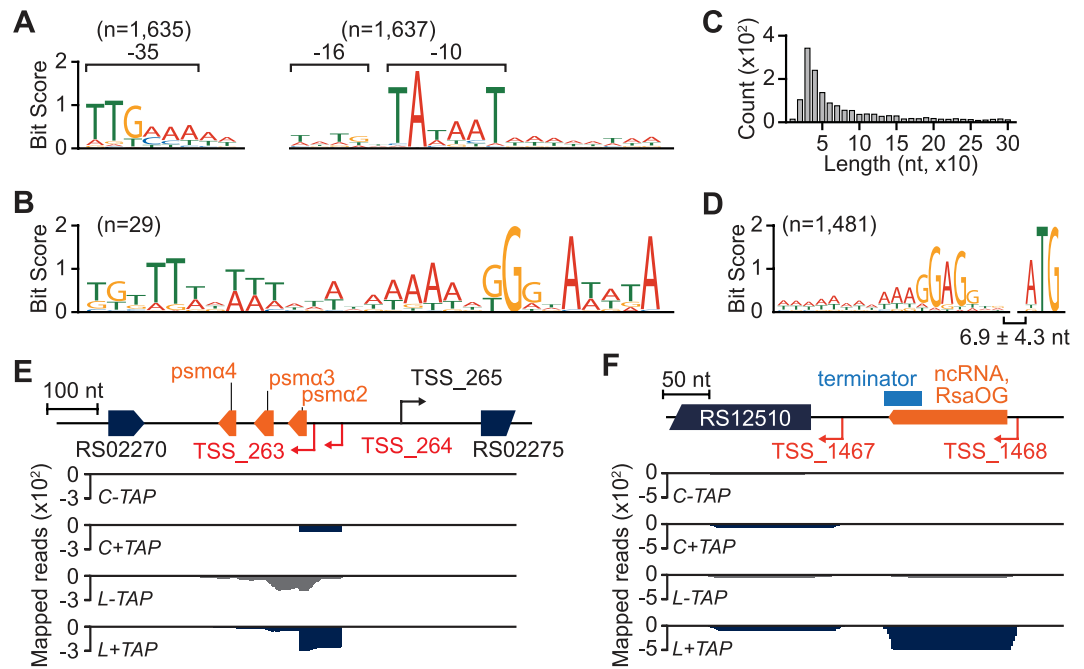 A
(n=1,635)
-35
(n=1,637)
-16
-10
Bit Score
2
1
0
TTGAAAAA
TATAAT
B
(n=29)
Bit Score
2
1
0
C
Count (x10²)
4
2
0
5 10 15 20 25 30
Length (nt, x10)
D
(n=1,481)
Bit Score
2
1
0
AAAGGAGG
ATG
6.9 ± 4.3 nt
E
100 nt
psmα4
psmα3
psmα2
TSS_265
RS02270
TSS_263
TSS_264
RS02275
Mapped reads (x10²)
0
-3
C-TAP
0
-3
C+TAP
0
-3
L-TAP
0
-3
L+TAP
F
50 nt
terminator
ncRNA,
RsaOG
RS12510
TSS_1467
TSS_1468
Mapped reads (x10²)
0
-5
C-TAP
0
-5
C+TAP
0
-5
L-TAP
0
-5
L+TAP